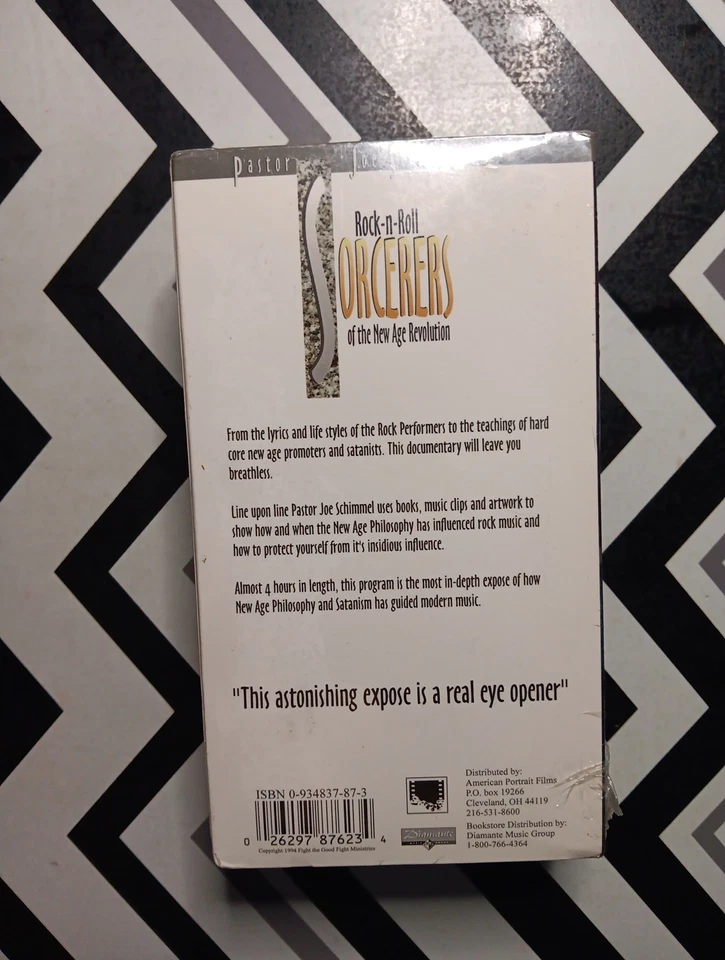 Pastor Joe
Rock-n-Roll
SORCERERS
of the New Age Revolution
From the lyrics and life styles of the Rock Performers to the teachings of hard
core new age promoters and satanists. This documentary will leave you
breathless.
Line upon line Pastor Joe Schimmel uses books, music clips and artwork to
show how and when the New Age Philosophy has influenced rock music and
how to protect yourself from it's insidious influence.
Almost 4 hours in length, this program is the most in-depth expose of how
New Age Philosophy and Satanism has guided modern music.
"This astonishing expose is a real eye opener"
ISBN 0-934837-87-3
0 26297 87623 4
Copyright 1994 Fight the Good Fight Ministries
Diamante
Distributed by:
American Portrait Films
P.O. box 19266
Cleveland, OH 44119
216-531-8600
Bookstore Distribution by:
Diamante Music Group
1-800-766-4364